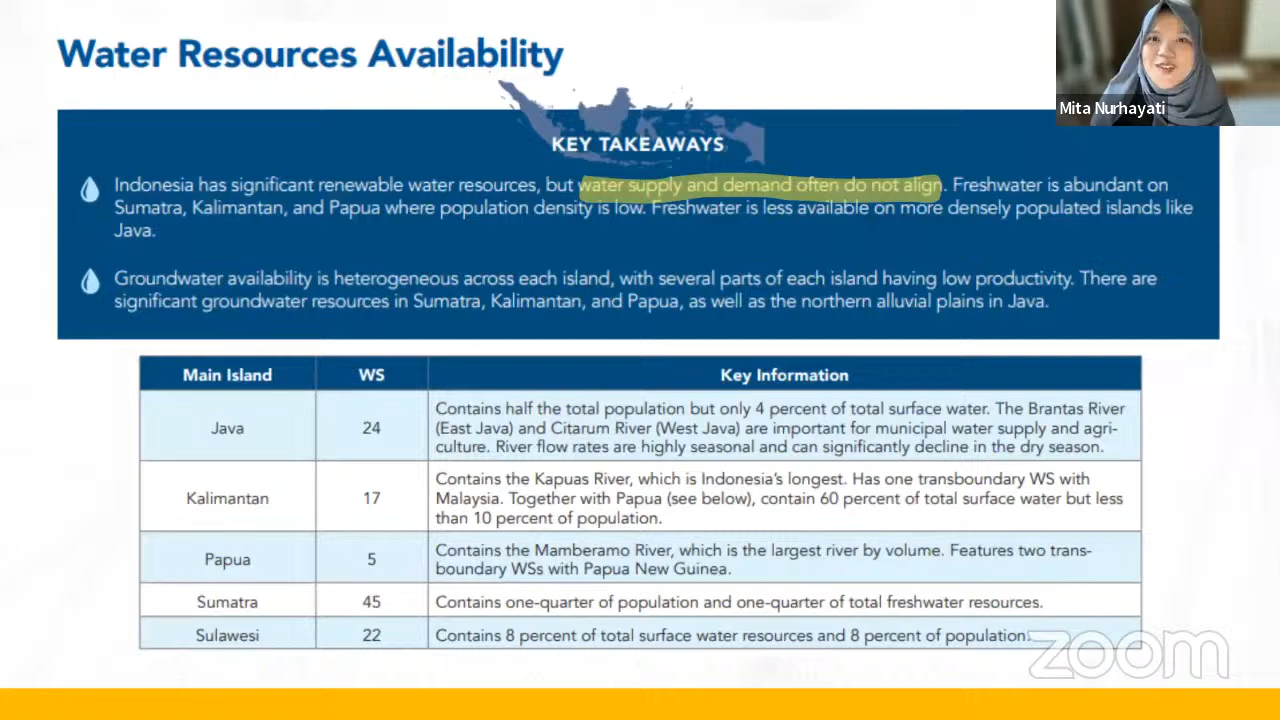 Water Resources Availability
Mita Nurhayati
KEY TAKEAWAYS
Indonesia has significant renewable water resources, but water supply and demand often do not align. Freshwater is abundant on
Sumatra, Kalimantan, and Papua where population density is low. Freshwater is less available on more densely populated islands like
Java.
Groundwater availability is heterogeneous across each island, with several parts of each island having low productivity. There are
significant groundwater resources in Sumatra, Kalimantan, and Papua, as well as the northern alluvial plains in Java.
Main Island WS Key Information
Java 24
Contains half the total population but only 4 percent of total surface water. The Brantas River
(East Java) and Citarum River (West Java) are important for municipal water supply and agri-
culture. River flow rates are highly seasonal and can significantly decline in the dry season.
Kalimantan 17
Contains the Kapuas River, which is Indonesia’s longest. Has one transboundary WS with
Malaysia. Together with Papua (see below), contain 60 percent of total surface water but less
than 10 percent of population.
Papua 5
Contains the Mamberamo River, which is the largest river by volume. Features two trans-
boundary WSs with Papua New Guinea.
Sumatra 45 Contains one-quarter of population and one-quarter of total freshwater resources.
Sulawesi 22 Contains 8 percent of total surface water resources and 8 percent of population.
zoom